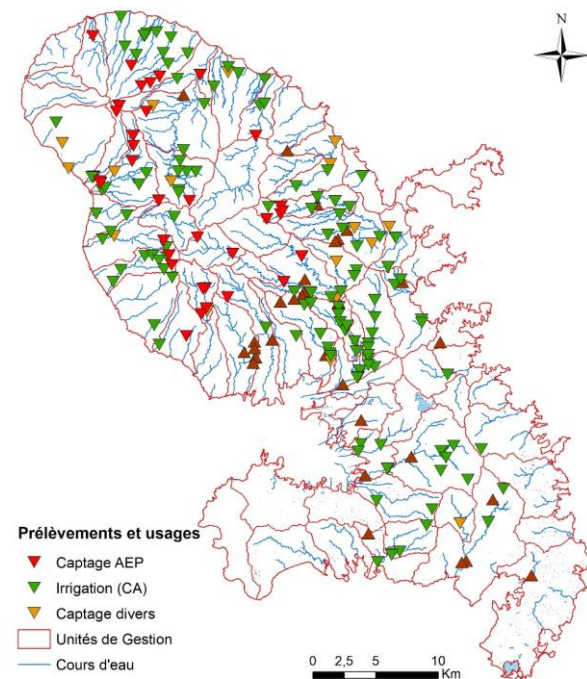 N
Prélèvements et usages
Captage AEP
Irrigation (CA)
Captage divers
Unités de Gestion
Cours d'eau
0 2,5 5 10
Km